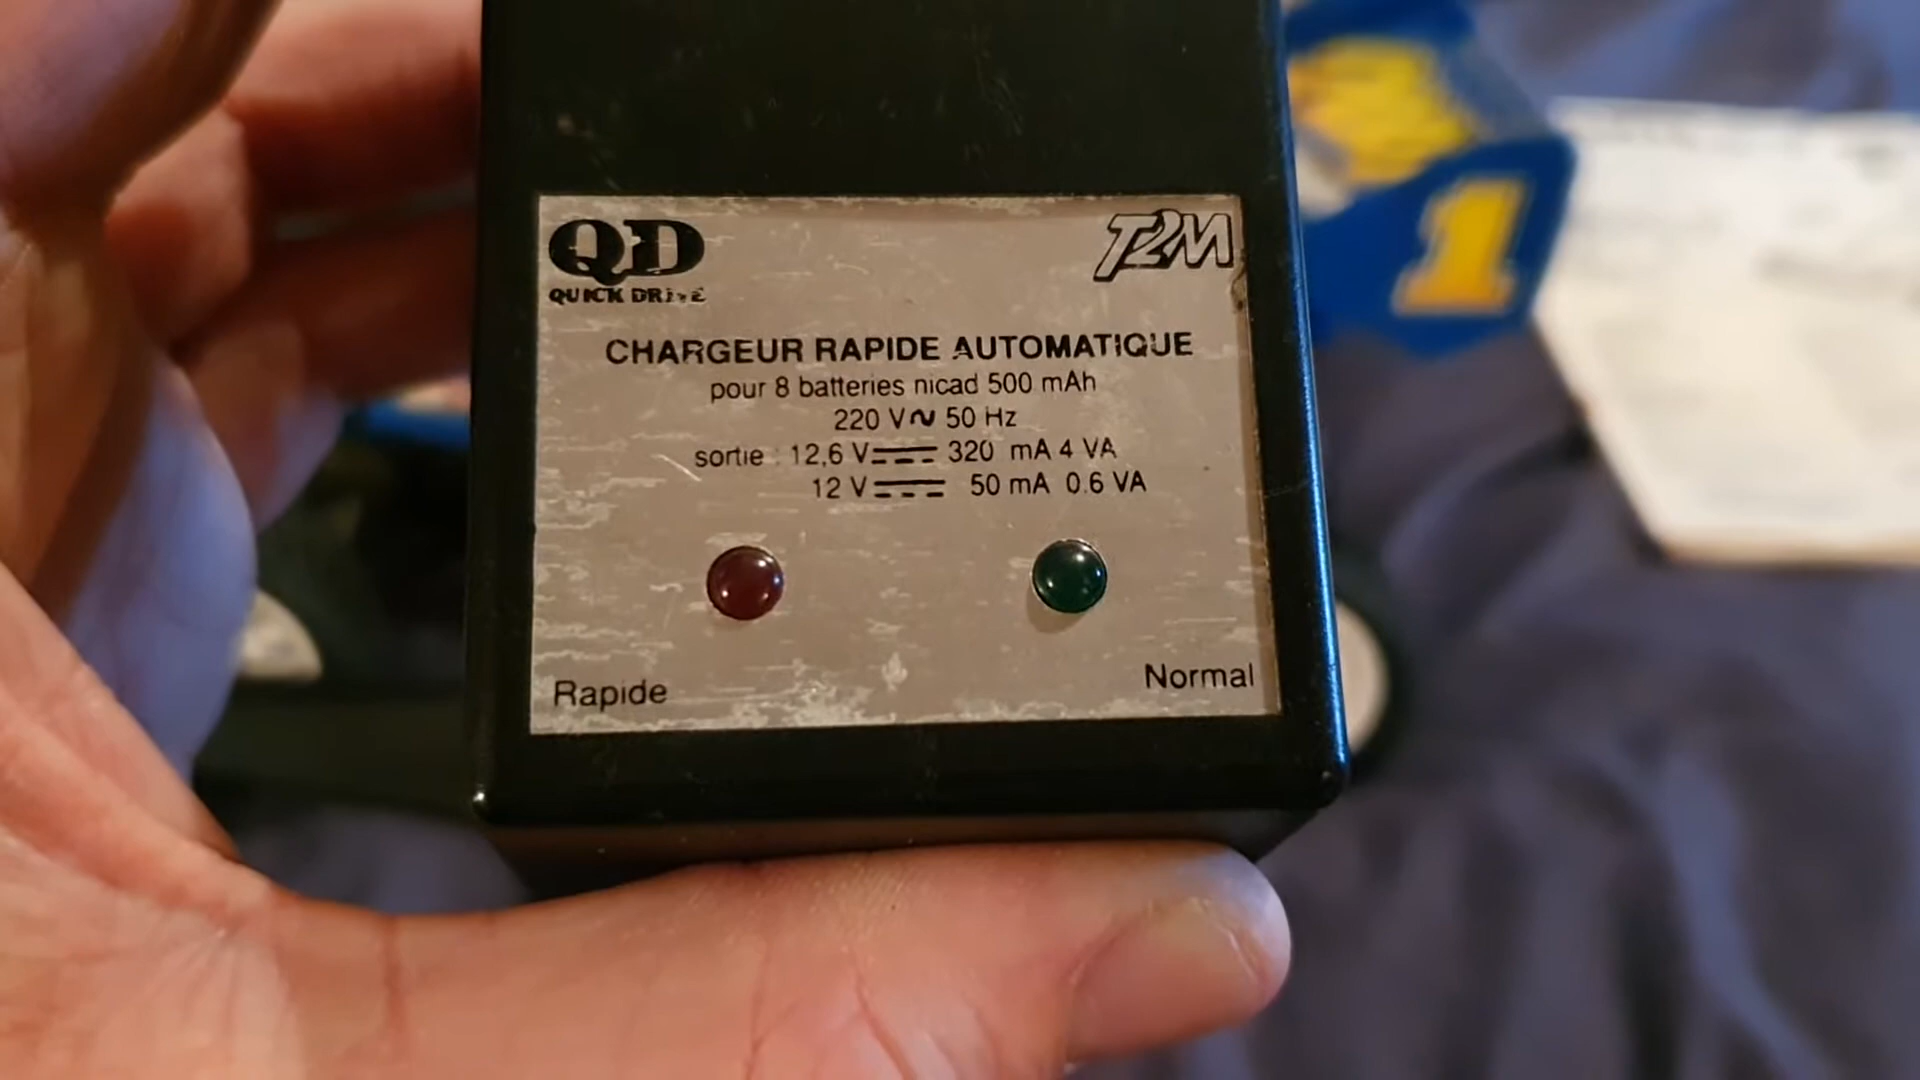 QD
QUICK DRIVE
T2M
CHARGEUR RAPIDE AUTOMATIQUE
pour 8 batteries nicad 500 mAh
220 V∿ 50 Hz
sortie : 12,6 V⎓ 320 mA 4 VA
12 V⎓ 50 mA 0.6 VA
Rapide
Normal
1